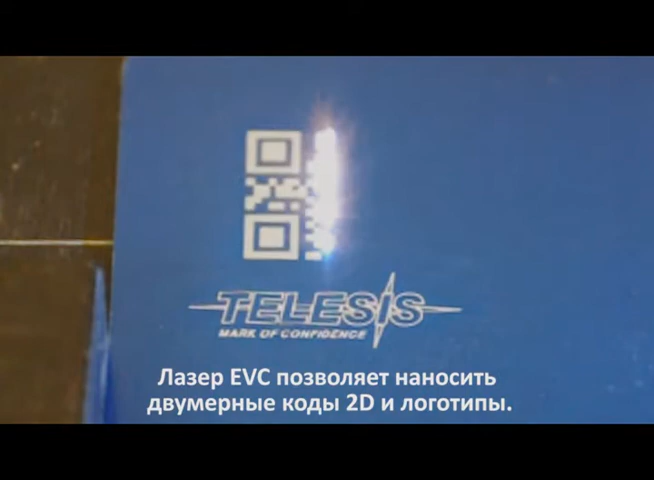 TELESIS
MARK OF CONFIDENCE
Лазер EVC позволяет наносить
двумерные коды 2D и логотипы.